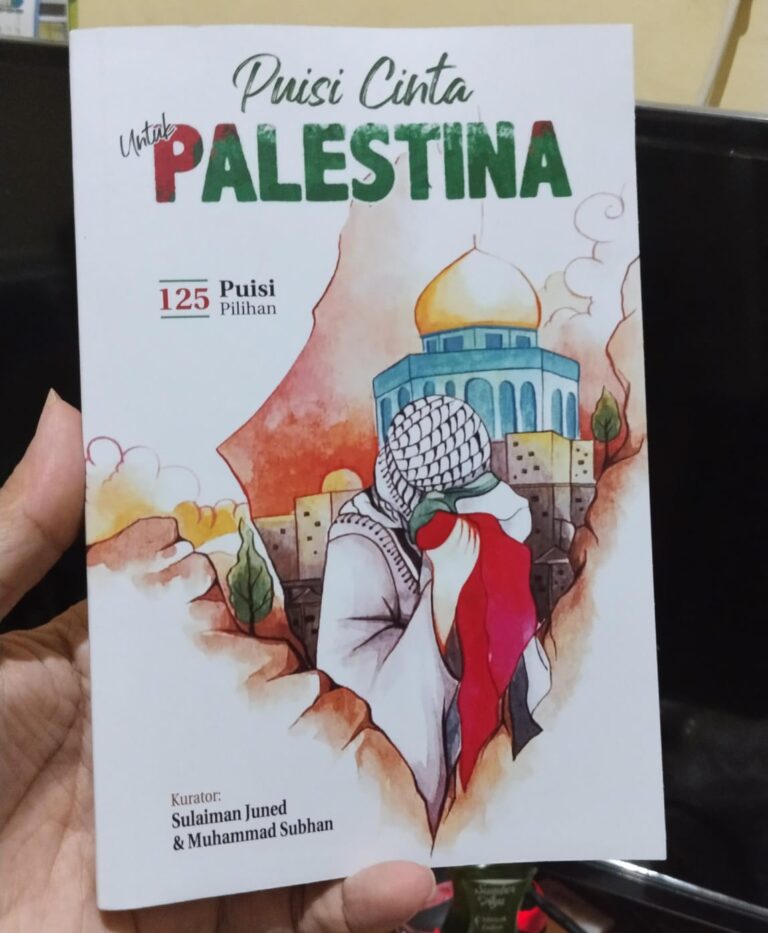 Puisi Cinta
Untuk
PALESTINA
125 Puisi
Pilihan
Kurator:
Sulaiman Juned
& Muhammad Subhan